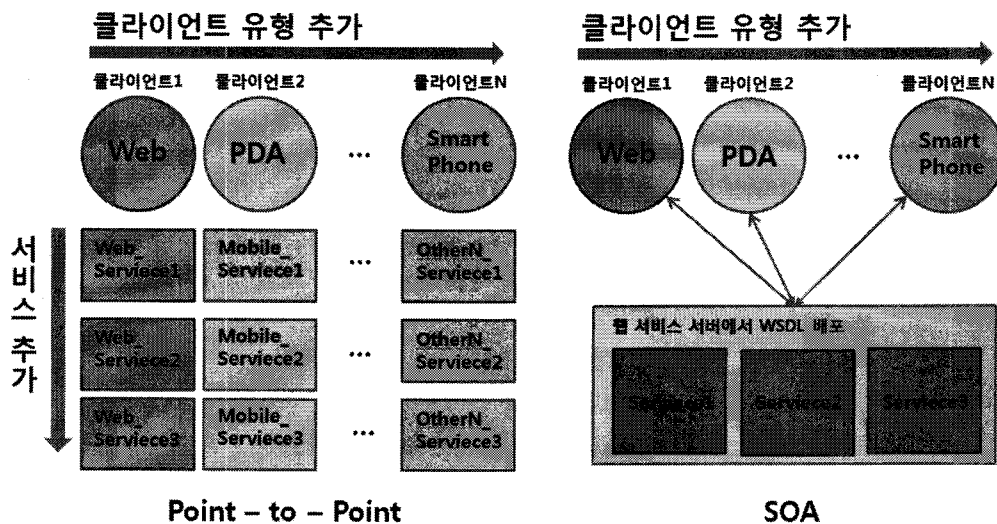 클라이언트 유형 추가
클라이언트1
클라이언트2
클라이언트N
Web
PDA
...
Smart
Phone
서비스 추가
Web_
Serviece1
Mobile_
Serviece1
...
OtherN_
Serviece1
Web_
Serviece2
Mobile_
Serviece2
...
OtherN_
Serviece2
Web_
Serviece3
Mobile_
Serviece3
...
OtherN_
Serviece3
Point – to – Point
클라이언트 유형 추가
클라이언트1
클라이언트2
클라이언트N
Web
PDA
...
Smart
Phone
웹 서비스 서버에서 WSDL 배포
Serviece1
Serviece2
Serviece3
SOA